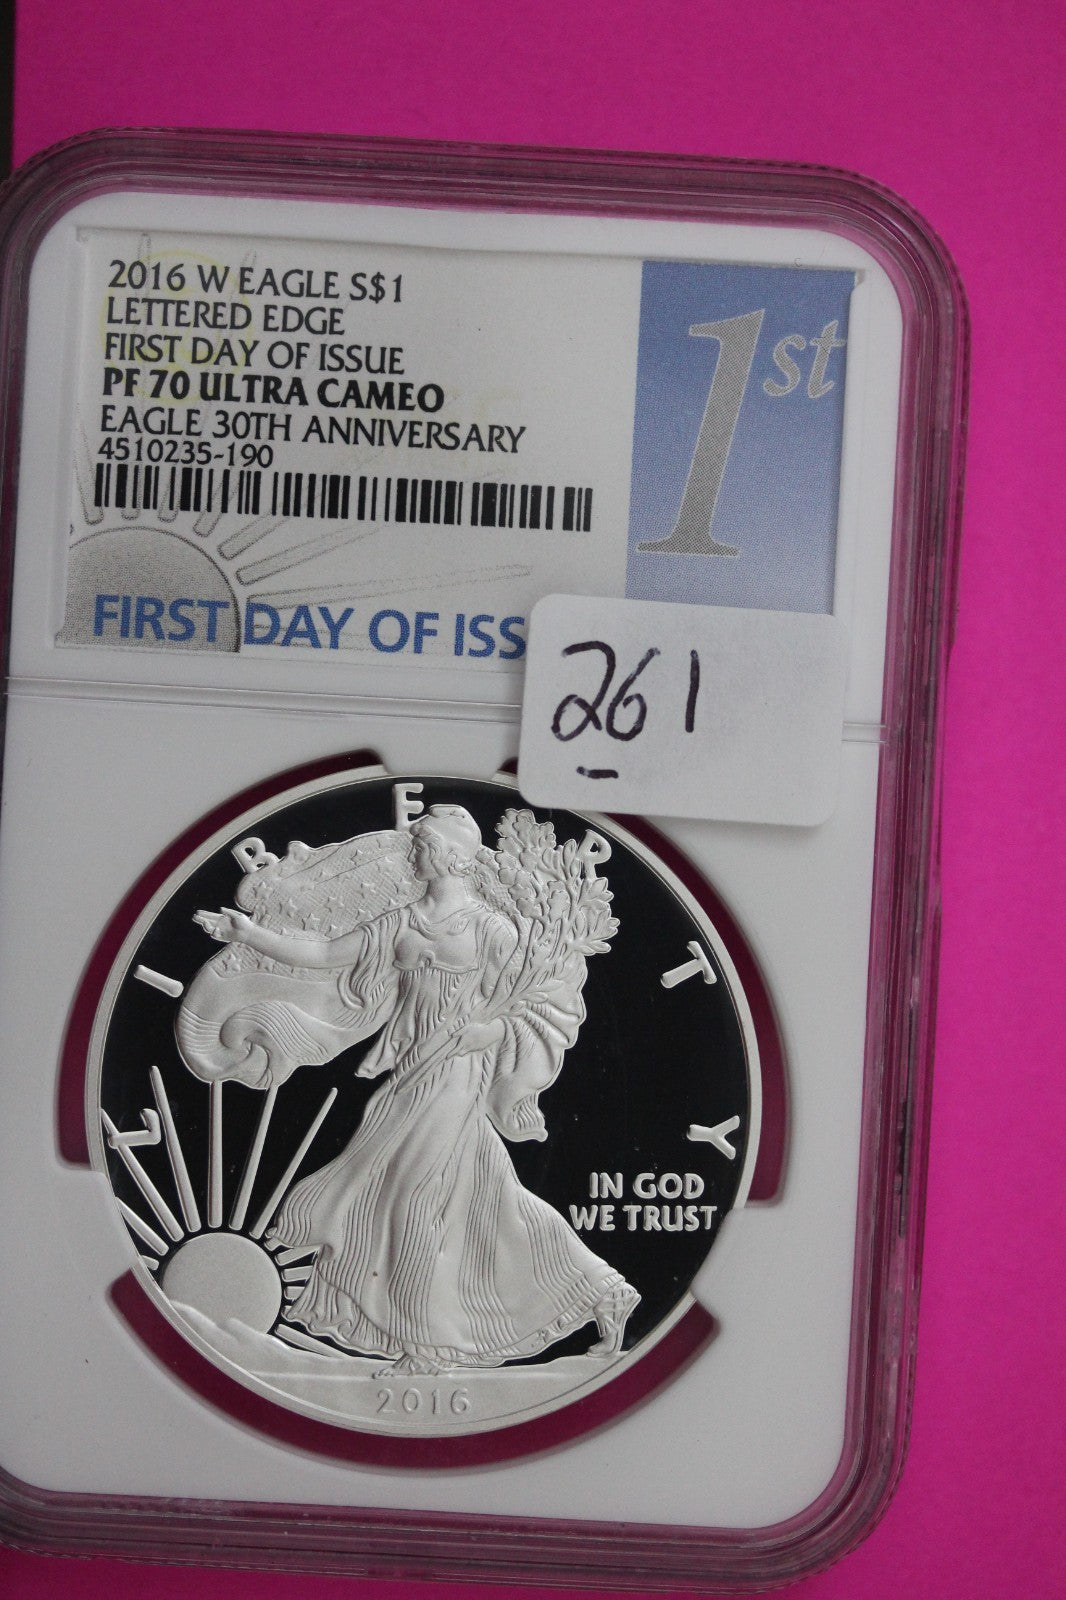 2016 W EAGLE S$1
LETTERED EDGE
FIRST DAY OF ISSUE
PF 70 ULTRA CAMEO
EAGLE 30TH ANNIVERSARY
4510235-190
1st
FIRST DAY OF ISS
261
LIBERTY
IN GOD
WE TRUST
2016